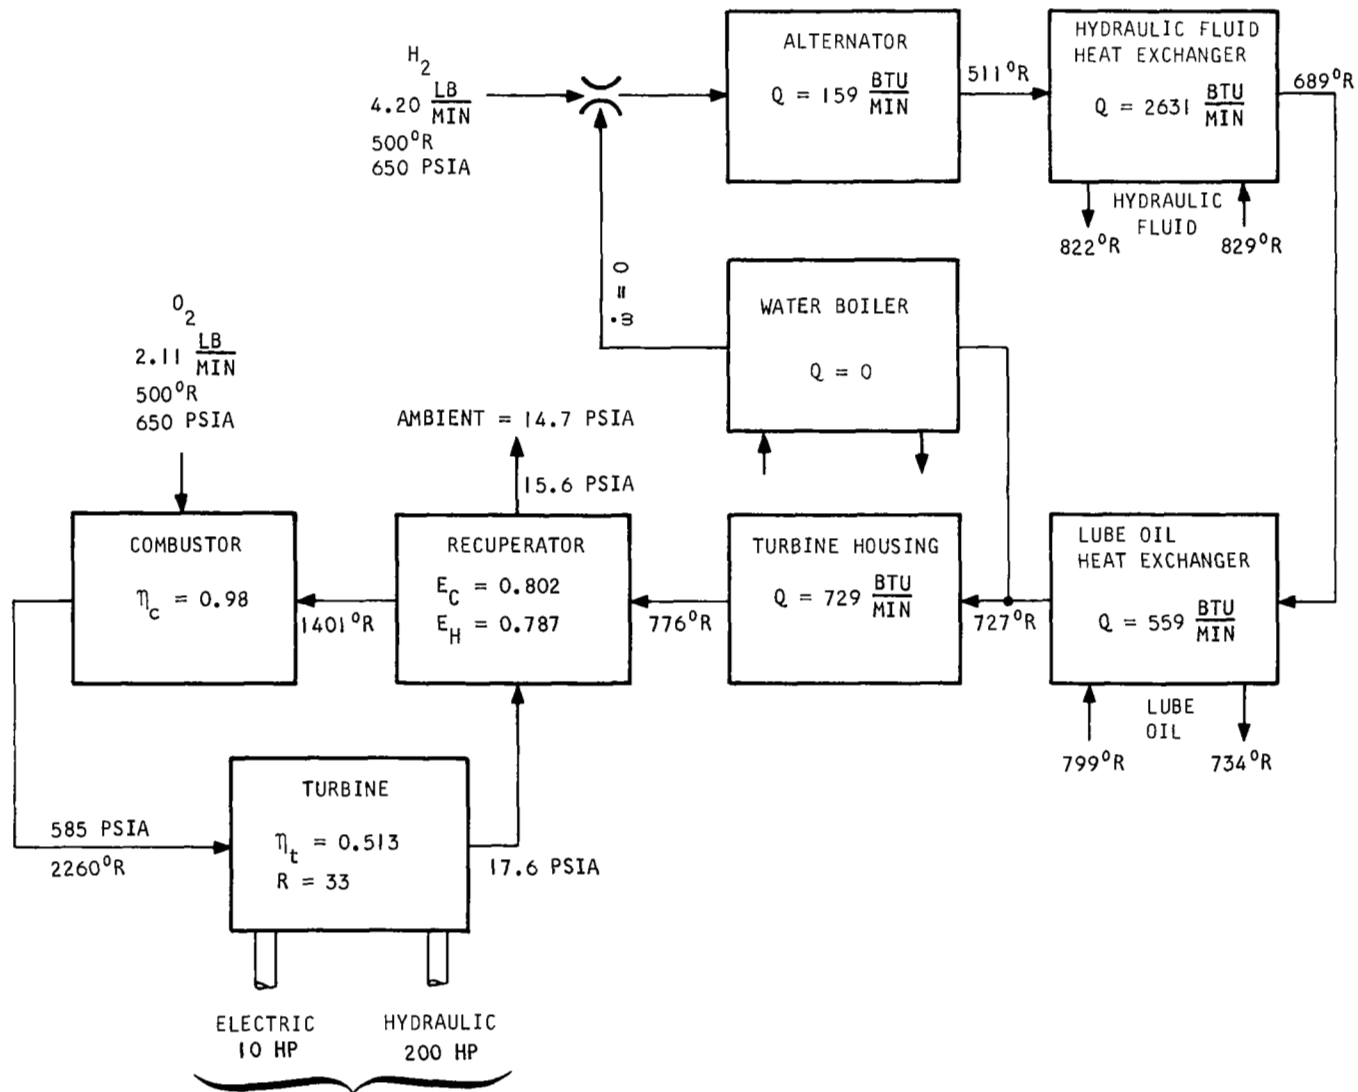 H2
4.20 LB/MIN
500°R
650 PSIA
ALTERNATOR
Q = 159 BTU/MIN
511°R
HYDRAULIC FLUID
HEAT EXCHANGER
Q = 2631 BTU/MIN
689°R
HYDRAULIC
FLUID
822°R
829°R
ẇ = 0
WATER BOILER
Q = 0
O2
2.11 LB/MIN
500°R
650 PSIA
AMBIENT = 14.7 PSIA
15.6 PSIA
COMBUSTOR
ηc = 0.98
1401°R
RECUPERATOR
EC = 0.802
EH = 0.787
776°R
TURBINE HOUSING
Q = 729 BTU/MIN
727°R
LUBE OIL
HEAT EXCHANGER
Q = 559 BTU/MIN
LUBE
OIL
799°R
734°R
585 PSIA
2260°R
TURBINE
ηt = 0.513
R = 33
17.6 PSIA
ELECTRIC
10 HP
HYDRAULIC
200 HP